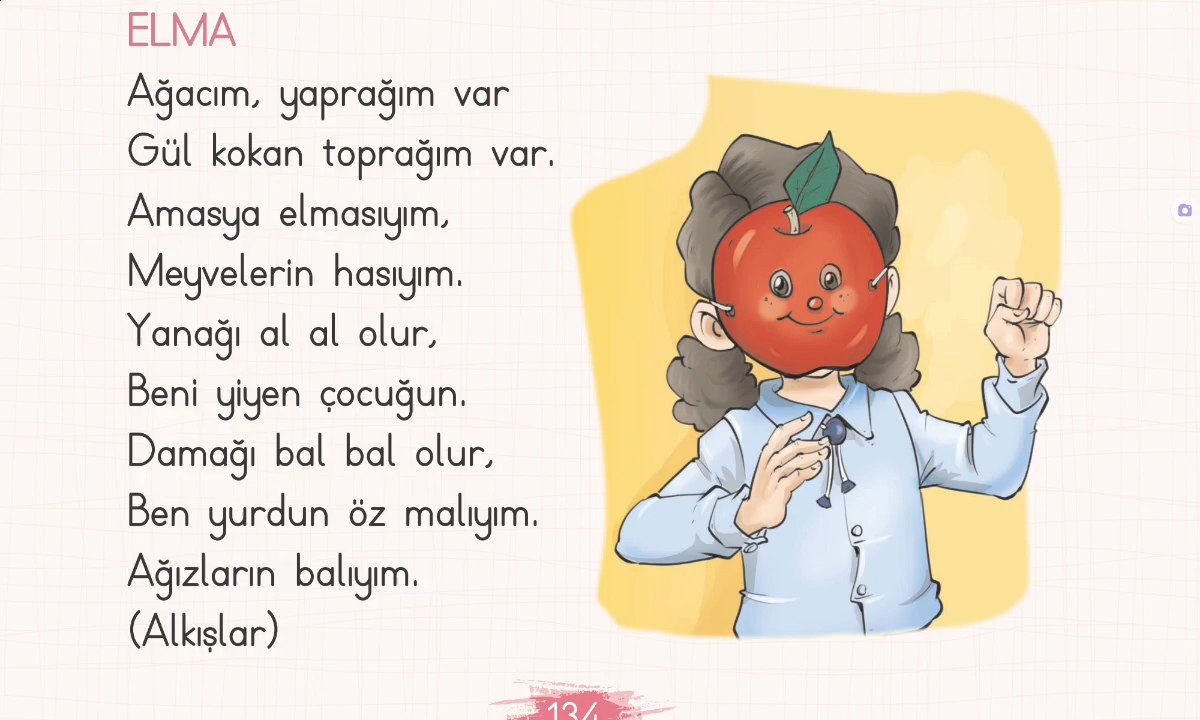 ELMA
Ağacım, yaprağım var
Gül kokan toprağım var.
Amasya elmasıyım,
Meyvelerin hasıyım.
Yanağı al al olur,
Beni yiyen çocuğun.
Damağı bal bal olur,
Ben yurdun öz malıyım.
Ağızların balıyım.
(Alkışlar)
134